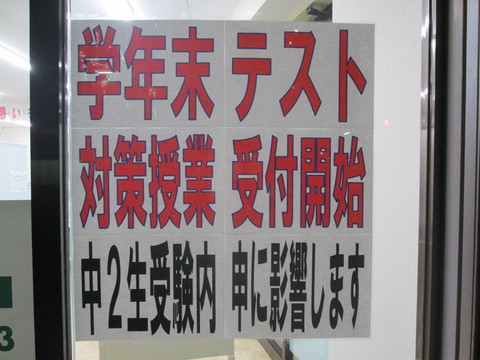 学年末テスト
対策授業 受付開始
中2生受験内申に影響します
3